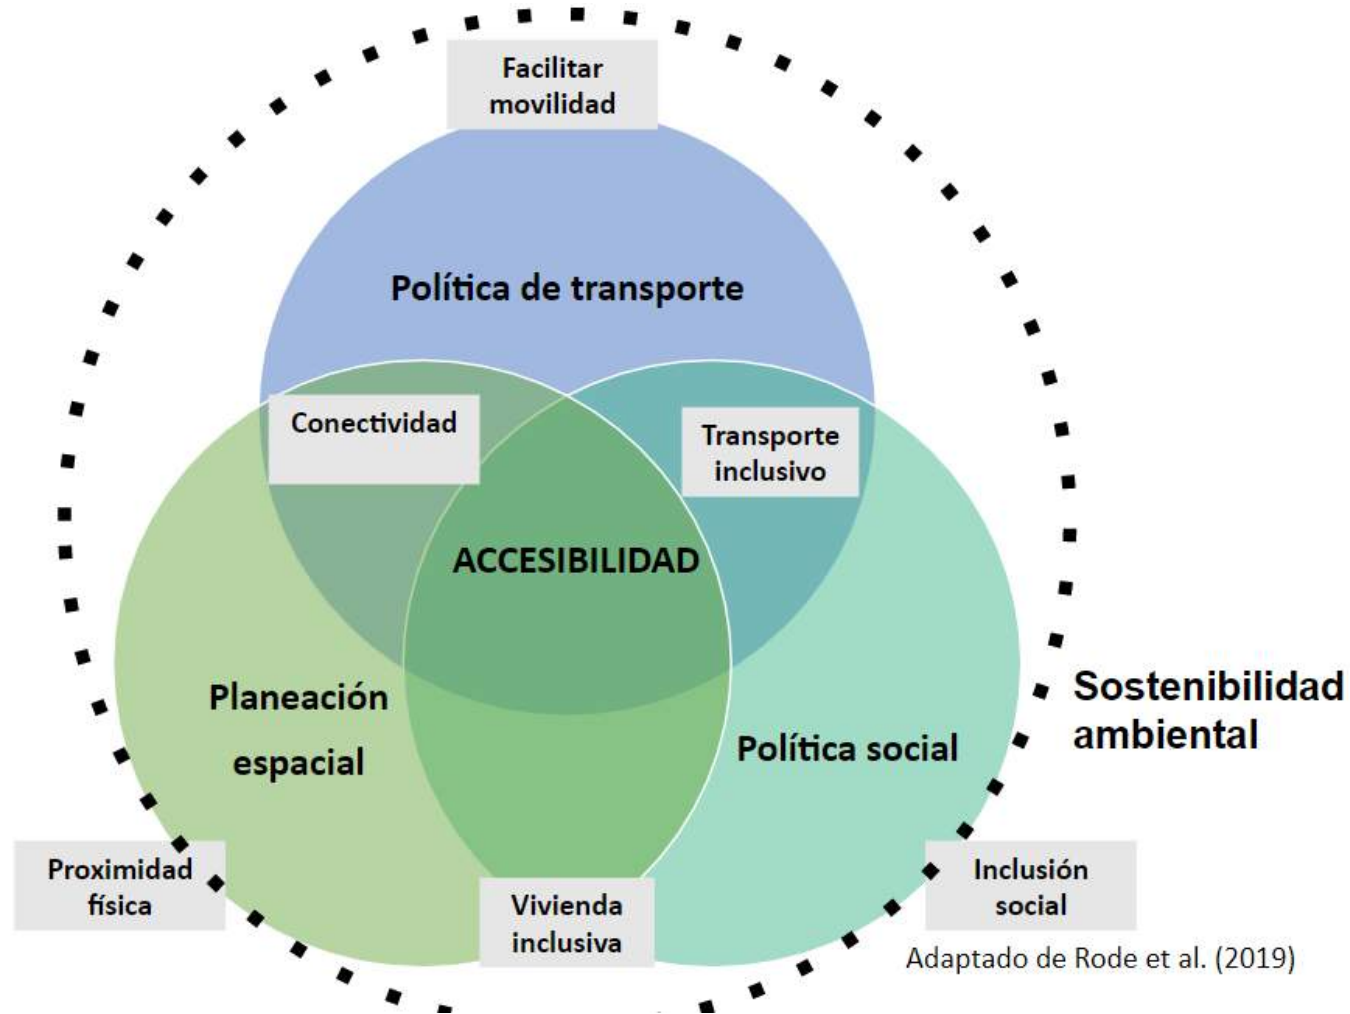 Facilitar
movilidad
Política de transporte
Conectividad
Transporte
inclusivo
ACCESIBILIDAD
Planeación
espacial
Política social
Sostenibilidad
ambiental
Proximidad
física
Vivienda
inclusiva
Inclusión
social
Adaptado de Rode et al. (2019)